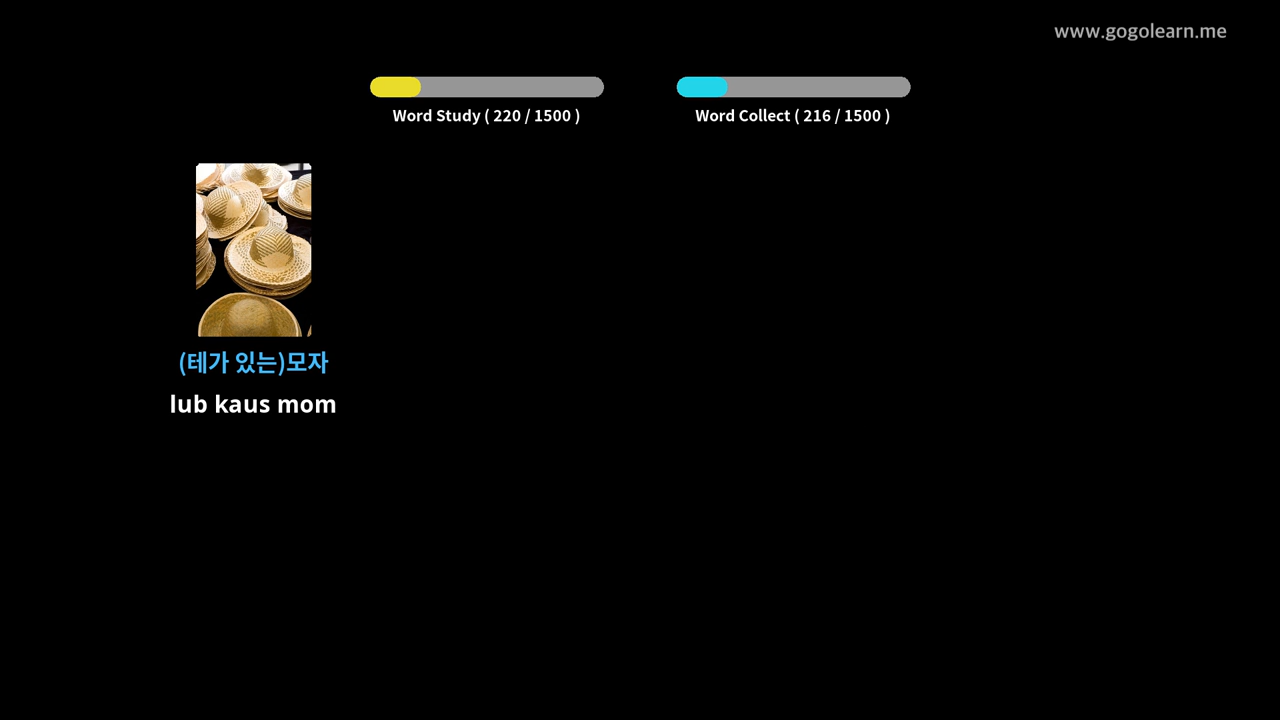 www.gogolearn.me
Word Study ( 220 / 1500 )
Word Collect ( 216 / 1500 )
(테가 있는)모자
lub kaus mom